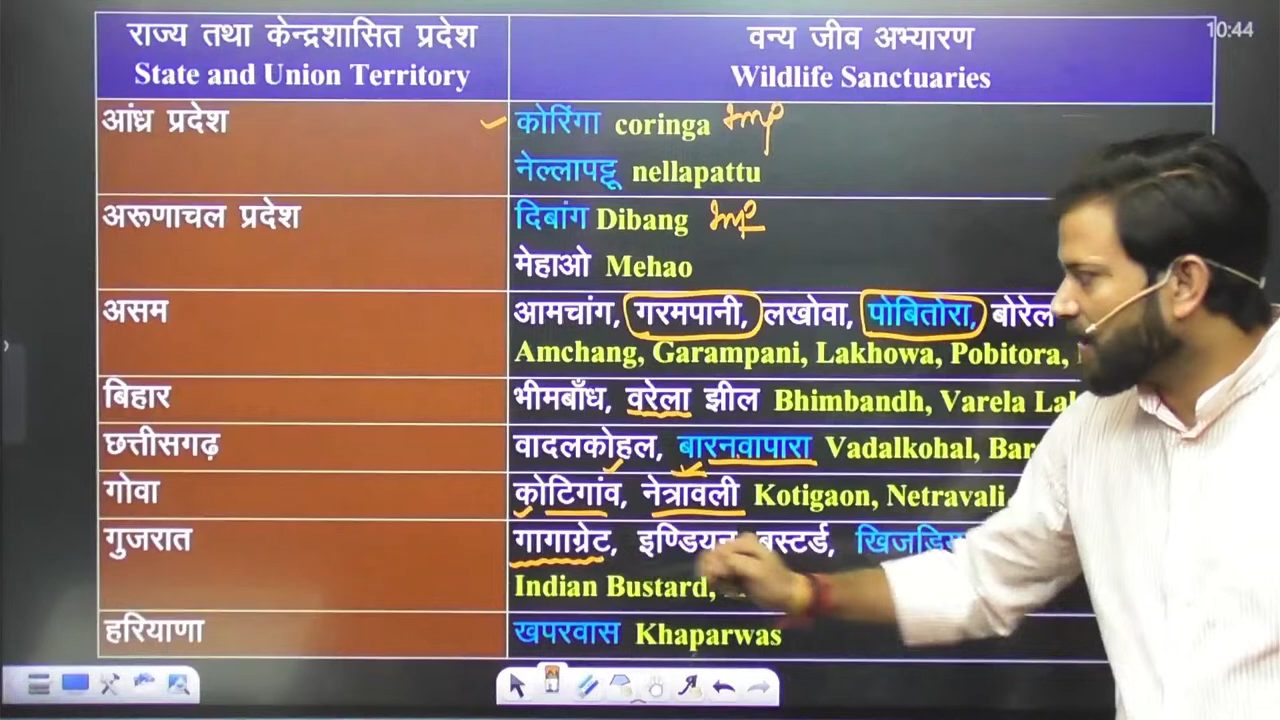 राज्य तथा केन्द्रशासित प्रदेश
State and Union Territory
वन्य जीव अभ्यारण
Wildlife Sanctuaries
10:44
आंध्र प्रदेश
कोरिंगा coringa Imp
नेल्लापट्टू nellapattu
अरूणाचल प्रदेश
दिबांग Dibang Imp
मेहाओ Mehao
असम
आमचांग, गरमपानी, लखोवा, पोबितोरा, बोरेल
Amchang, Garampani, Lakhowa, Pobitora,
बिहार
भीमबाँध, वरेला झील Bhimbandh, Varela
छत्तीसगढ़
वादलकोहल, बारनवापारा Vadalkohal,
गोवा
कोटिगांव, नेत्रावली Kotigaon, Netravali
गुजरात
गागाग्रेट, इण्डियन बस्टर्ड,
Indian Bustard,
हरियाणा
खपरवास Khaparwas